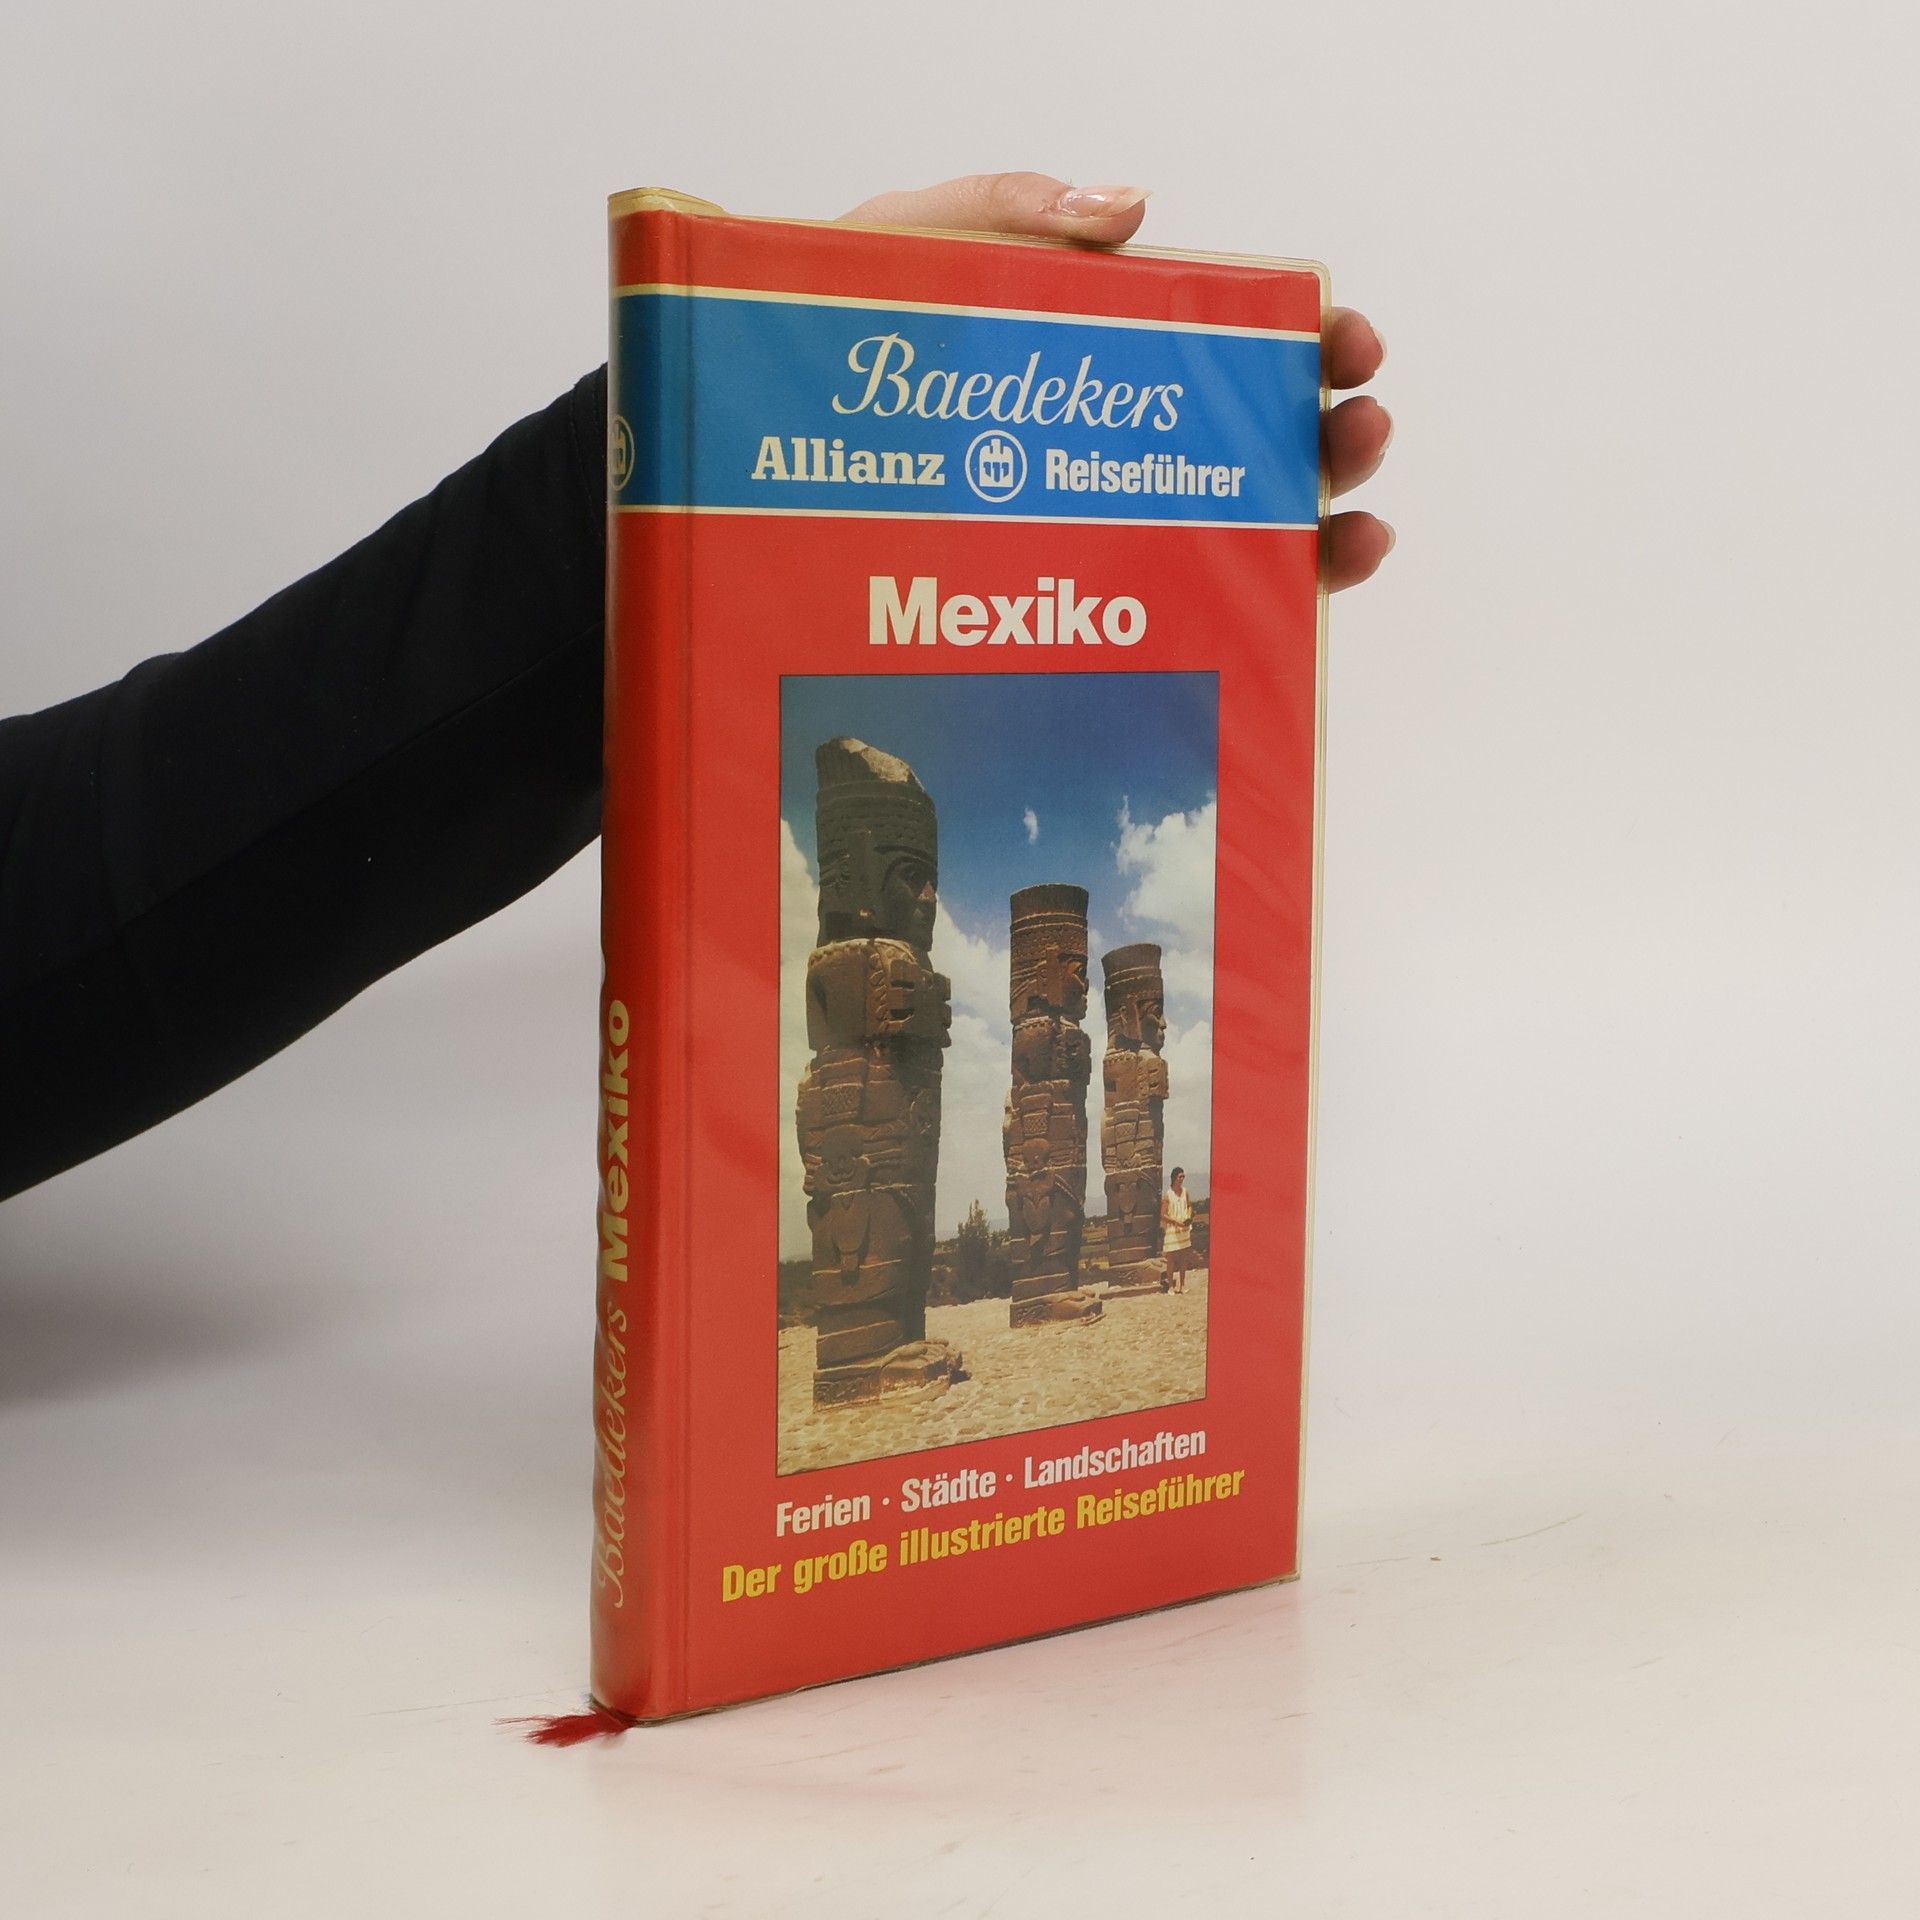 Baedekers
Allianz Reiseführer
Mexiko
Ferien · Städte · Landschaften
Der große illustrierte Reiseführer
Baedekers Mexiko